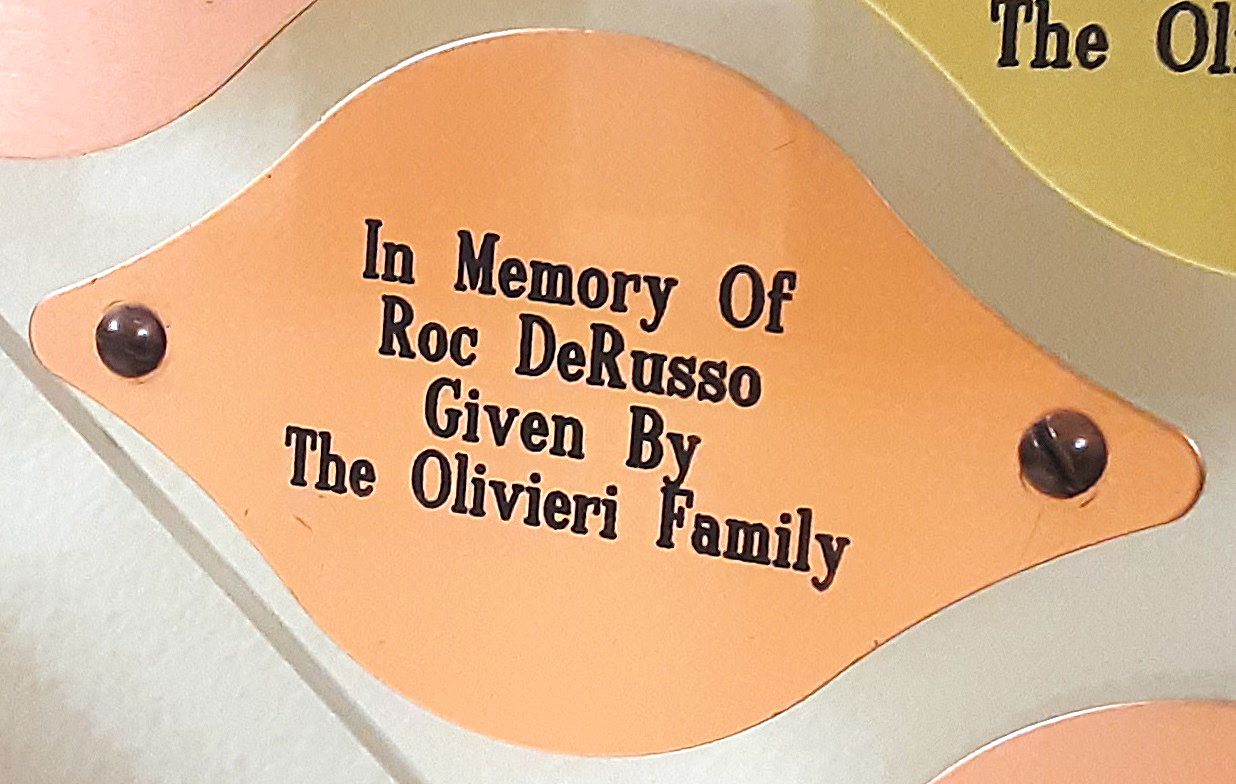 In Memory Of
Roc DeRusso
Given By
The Olivieri Family
The